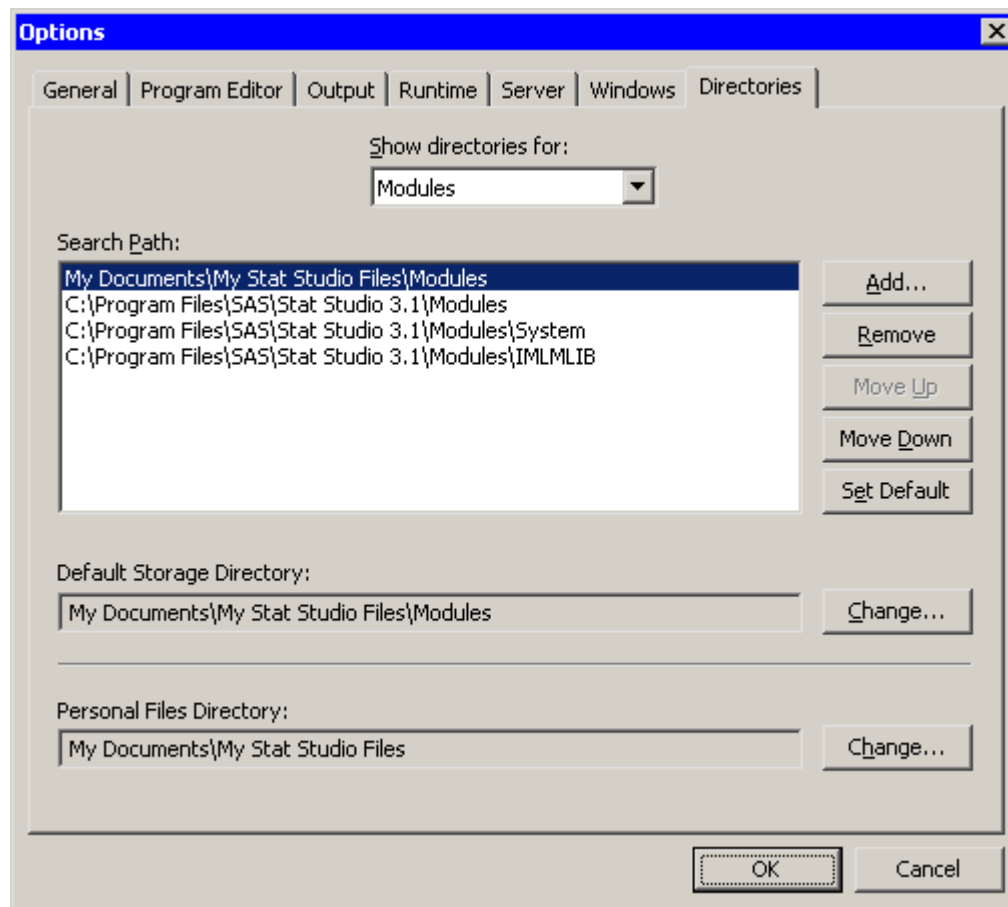 Options
General Program Editor Output Runtime Server Windows Directories
Show directories for:
Modules
Search Path:
My Documents\My Stat Studio Files\Modules
C:\Program Files\SAS\Stat Studio 3.1\Modules
C:\Program Files\SAS\Stat Studio 3.1\Modules\System
C:\Program Files\SAS\Stat Studio 3.1\Modules\IMLMLIB
Add...
Remove
Move Up
Move Down
Set Default
Default Storage Directory:
My Documents\My Stat Studio Files\Modules
Change...
Personal Files Directory:
My Documents\My Stat Studio Files
Change...
OK Cancel